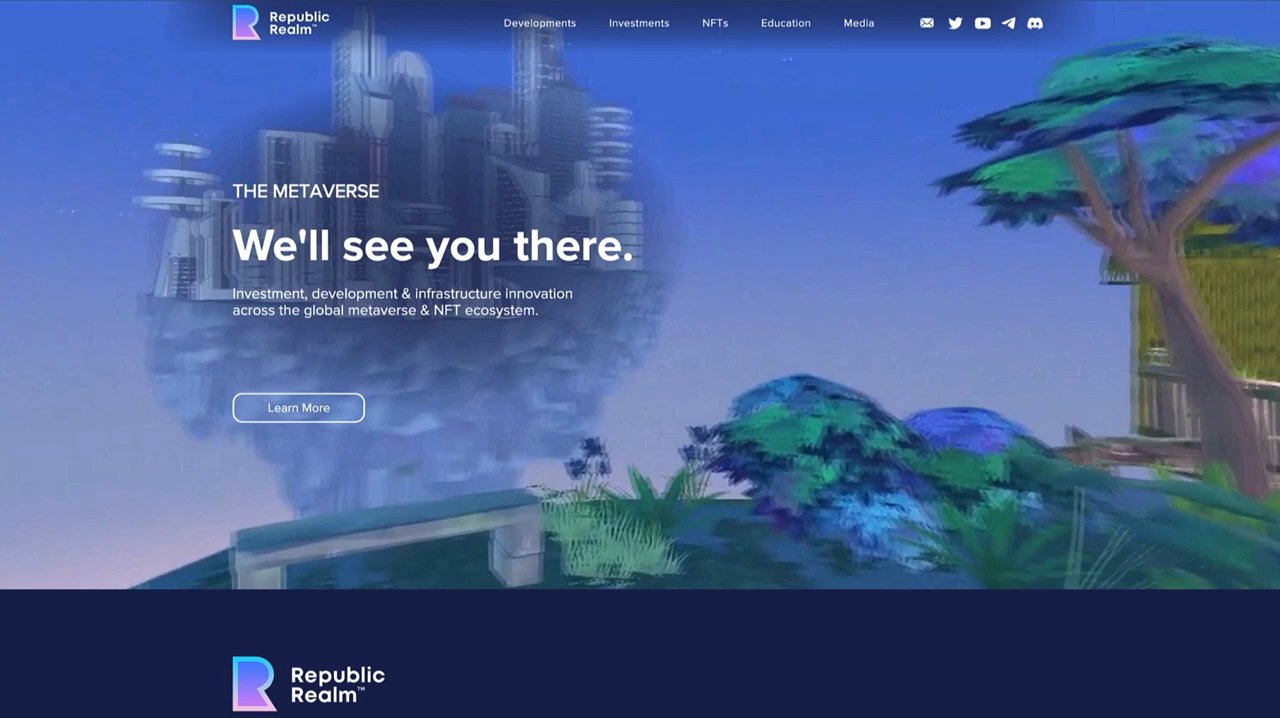 Republic
Realm™
Developments Investments NFTs Education Media
THE METAVERSE
We'll see you there.
Investment, development & infrastructure innovation
across the global metaverse & NFT ecosystem.
Learn More
Republic
Realm™